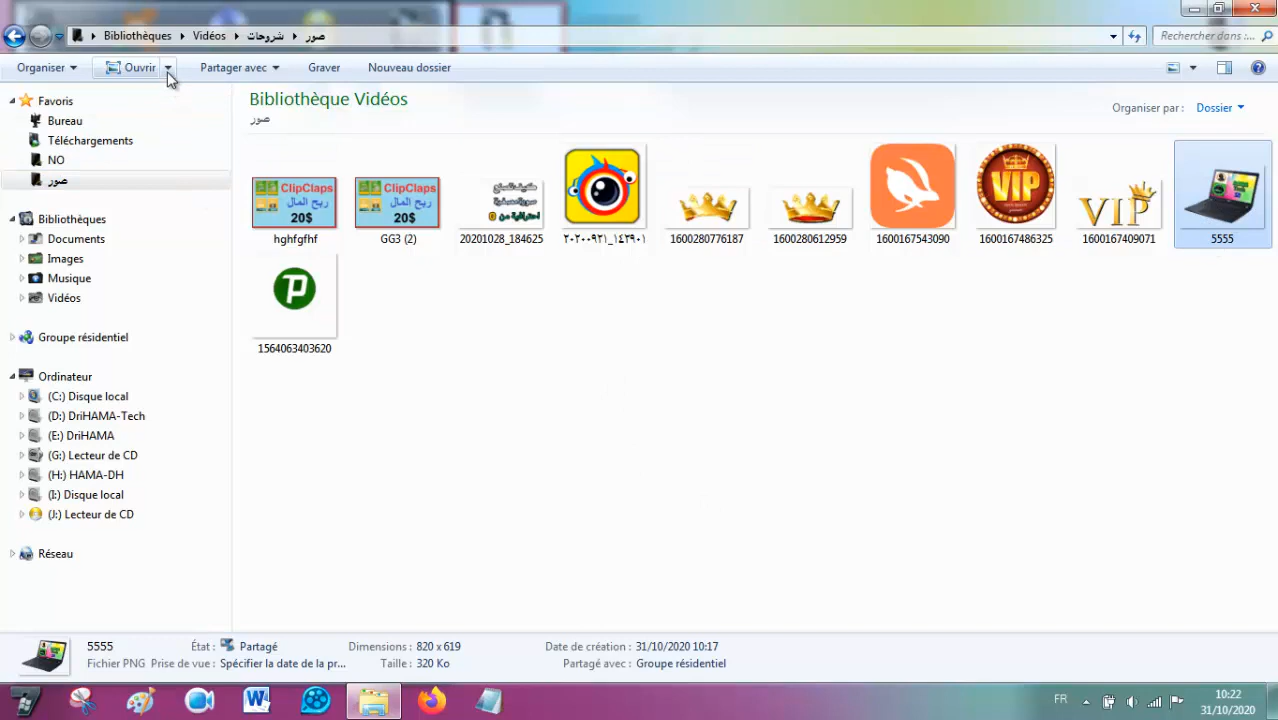 Bibliothèques Vidéos شروحات صور
Rechercher dans : ...
Organiser Ouvrir Partager avec Graver Nouveau dossier
Favoris
Bureau
Téléchargements
NO
صور
Bibliothèques
Documents
Images
Musique
Vidéos
Groupe résidentiel
Ordinateur
(C:) Disque local
(D:) DriHAMA-Tech
(E:) DriHAMA
(G:) Lecteur de CD
(H:) HAMA-DH
(I:) Disque local
(J:) Lecteur de CD
Réseau
Bibliothèque Vidéos
صور
Organiser par : Dossier
ClipClaps
ربح المال
20$
ClipClaps
ربح المال
20$
VIP
VIP
hghfgfhf
GG3 (2)
20201028_184625
٢٠٢٠٠٩٢١_١٤٢٩٠١
1600280776187
1600280612959
1600167543090
1600167486325
1600167409071
5555
P
1564063403620
5555 État : Partagé Dimensions : 820 x 619 Date de création : 31/10/2020 10:17
Fichier PNG Prise de vue : Spécifier la date de la pr... Taille : 320 Ko Partagé avec : Groupe résidentiel
FR
10:22
31/10/2020